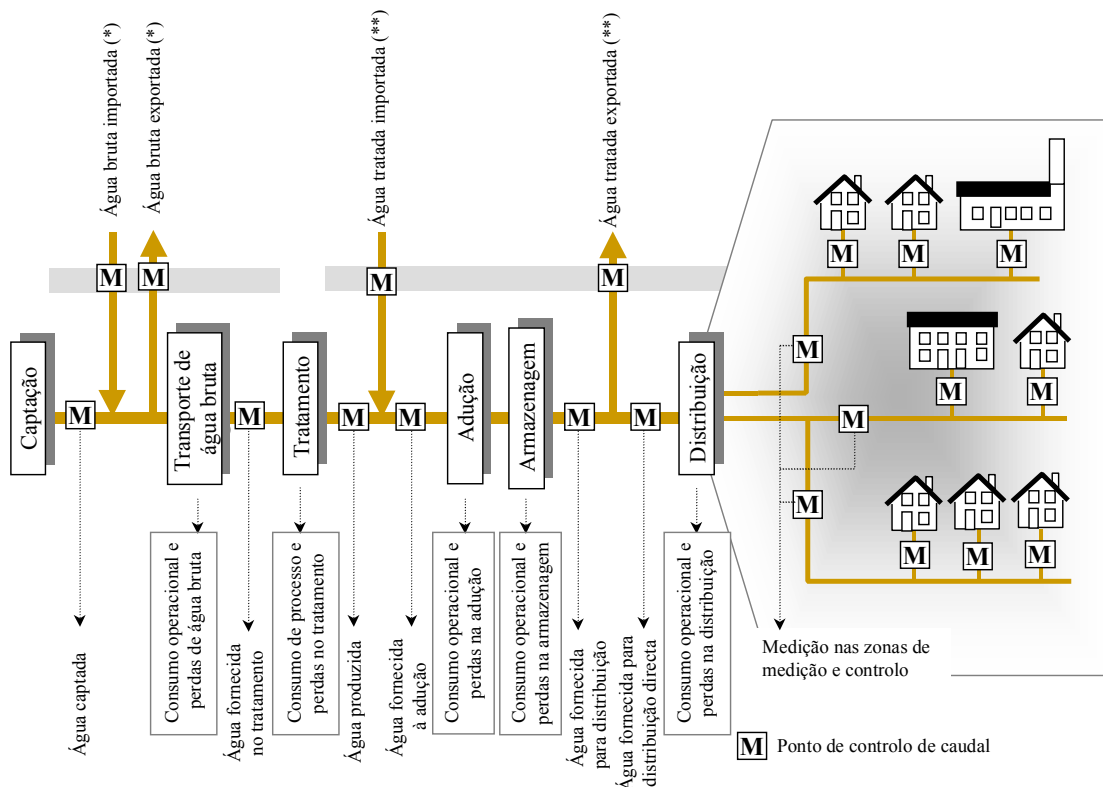 Água bruta importada (*)
Água bruta exportada (*)
Água tratada importada (**)
Água tratada exportada (**)
M
M
M
M
Captação
M
Transporte de
água bruta
M
Tratamento
M
M
Adução
Armazenagem
M
M
Distribuição
M
M
M
M
M
M
M
M
M
M
M
Água captada
Consumo operacional e
perdas de água bruta
Água fornecida
no tratamento
Consumo de processo e
perdas no tratamento
Água produzida
Água fornecida
à adução
Consumo operacional e
perdas na adução
Consumo operacional e
perdas na armazenagem
Água fornecida
para distribuição
Água fornecida para
distribuição directa
Consumo operacional e
perdas na distribuição
Medição nas zonas de
medição e controlo
M Ponto de controlo de caudal